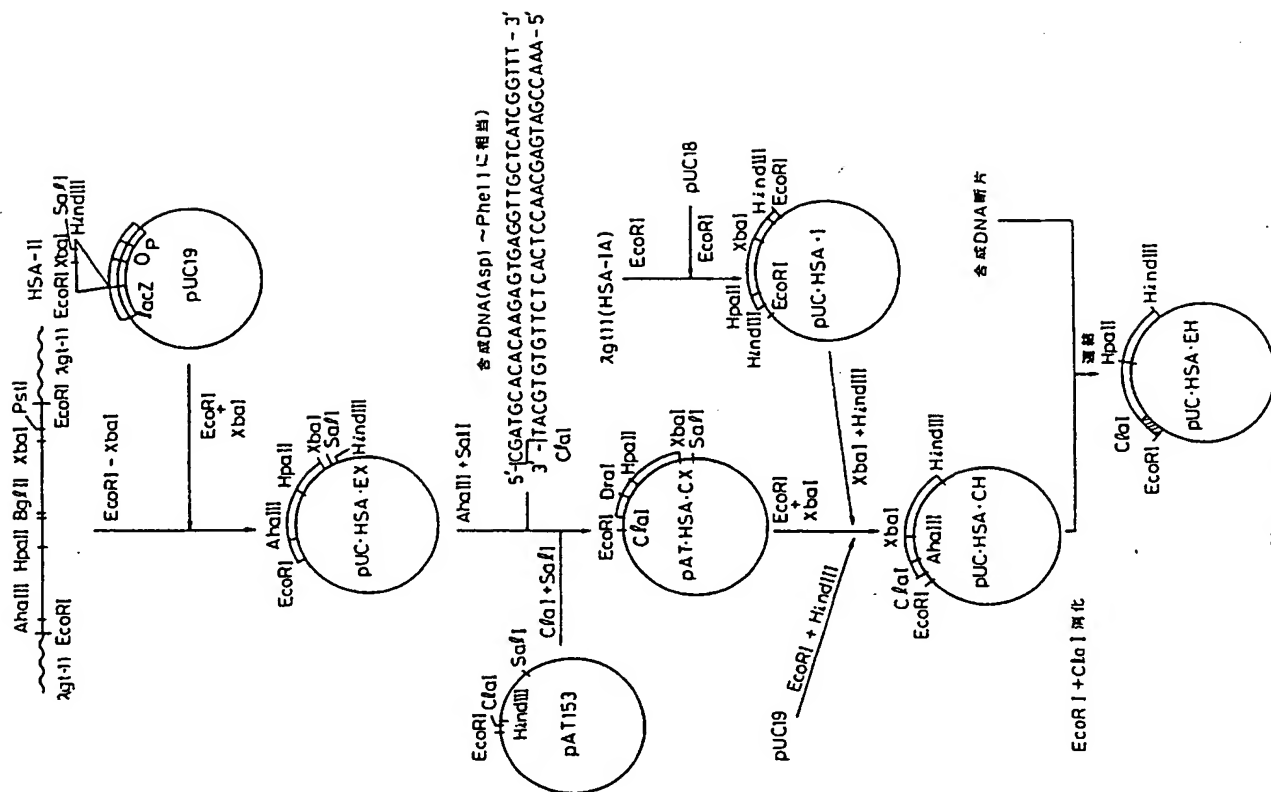 HSA-II
AhaIII HpaII BglII XbaI PstI
λgt-11 EcoRI EcoRI λgt-11
EcoRI XbaI SalI
HindIII
lacZ O P
pUC19
EcoRI - XbaI
EcoRI
+
XbaI
EcoRI AhaIII HpaII XbaI SalI HindIII
pUC·HSA·EX
合成DNA(Asp1 ~Phe11に相当)
AhaIII+SalI
5'-CGATGCACACAAGAGTGAGGTTGCTCATCGGTTT-3'
3'-TACGTGTGTTCTCACTCCAACGAGTAGCCAAA-5'
ClaI
EcoRI ClaI
HindIII SalI
pAT153
ClaI+SalI
EcoRI DraI HpaII
ClaI XbaI
SalI
pAT·HSA·CX
λgt11(HSA-IA)
EcoRI
pUC18
EcoRI
HpaII XbaI HindIII
HindIII EcoRI EcoRI
pUC·HSA·I
EcoRI
+
XbaI
XbaI+HindIII
pUC19
EcoRI + HindIII
ClaI XbaI
EcoRI AhaIII HindIII
pUC·HSA·CH
合成DNA断片
EcoRI+ClaI消化
連結
ClaI HpaII
EcoRI HindIII
pUC·HSA·EH